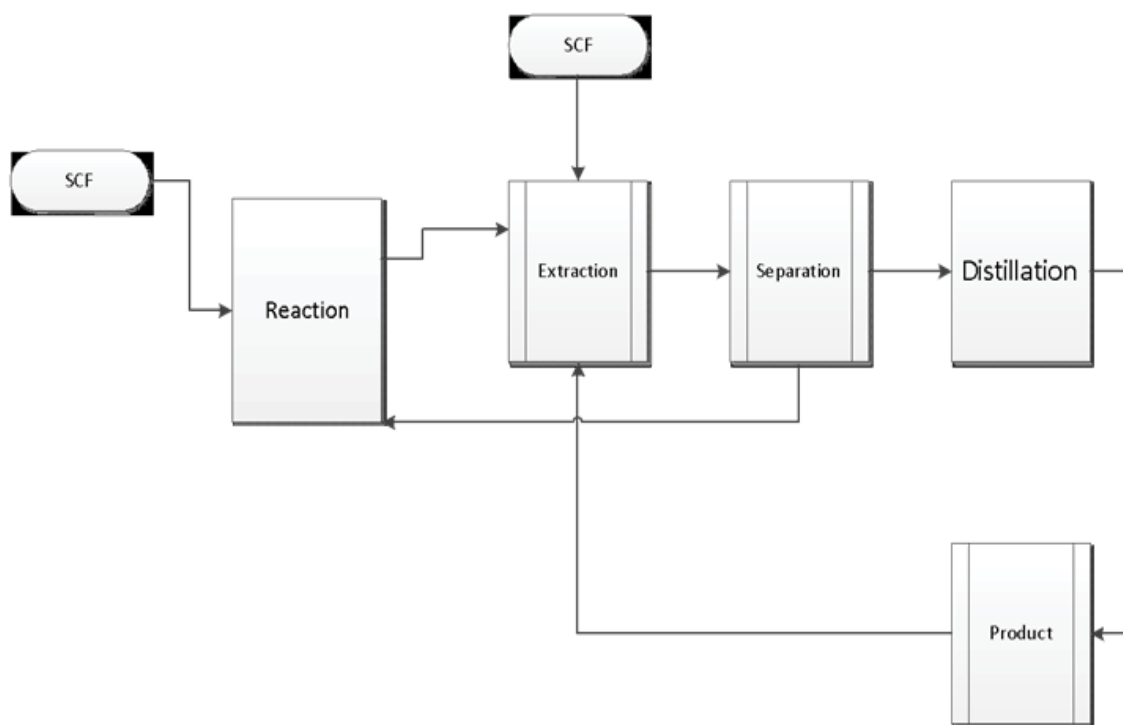 SCF
SCF
Reaction
Extraction
Separation
Distillation
Product